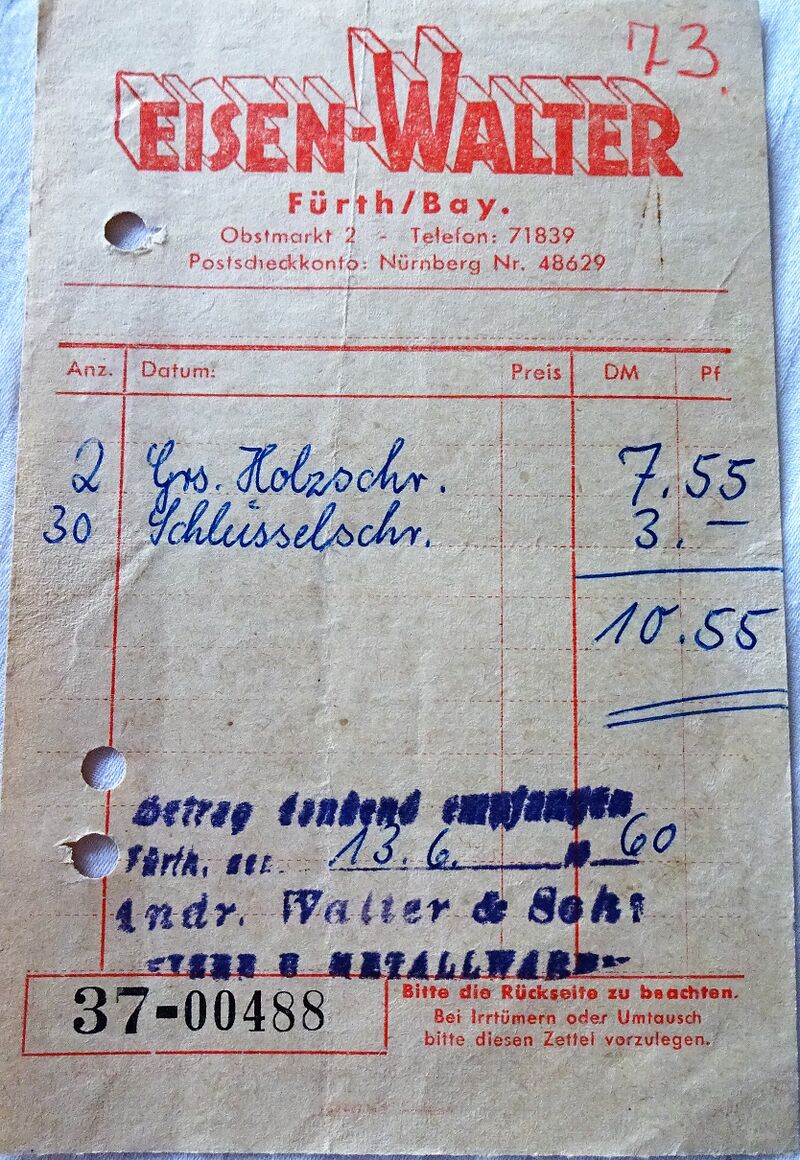 73.
EISEN-WALTER
Fürth/Bay.
Obstmarkt 2 - Telefon: 71839
Postscheckkonto: Nürnberg Nr. 48629
Anz. Datum: Preis DM Pf
2 Grs. Holzschr. 7.55
30 Schlüsselschr. 3.—
10.55
Betrag dankend empfangen
Fürth, den 13.6. 60
Andr. Walter & Sohn
METALLWAREN
37-00488
Bitte die Rückseite zu beachten.
Bei Irrtümern oder Umtausch
bitte diesen Zettel vorzulegen.